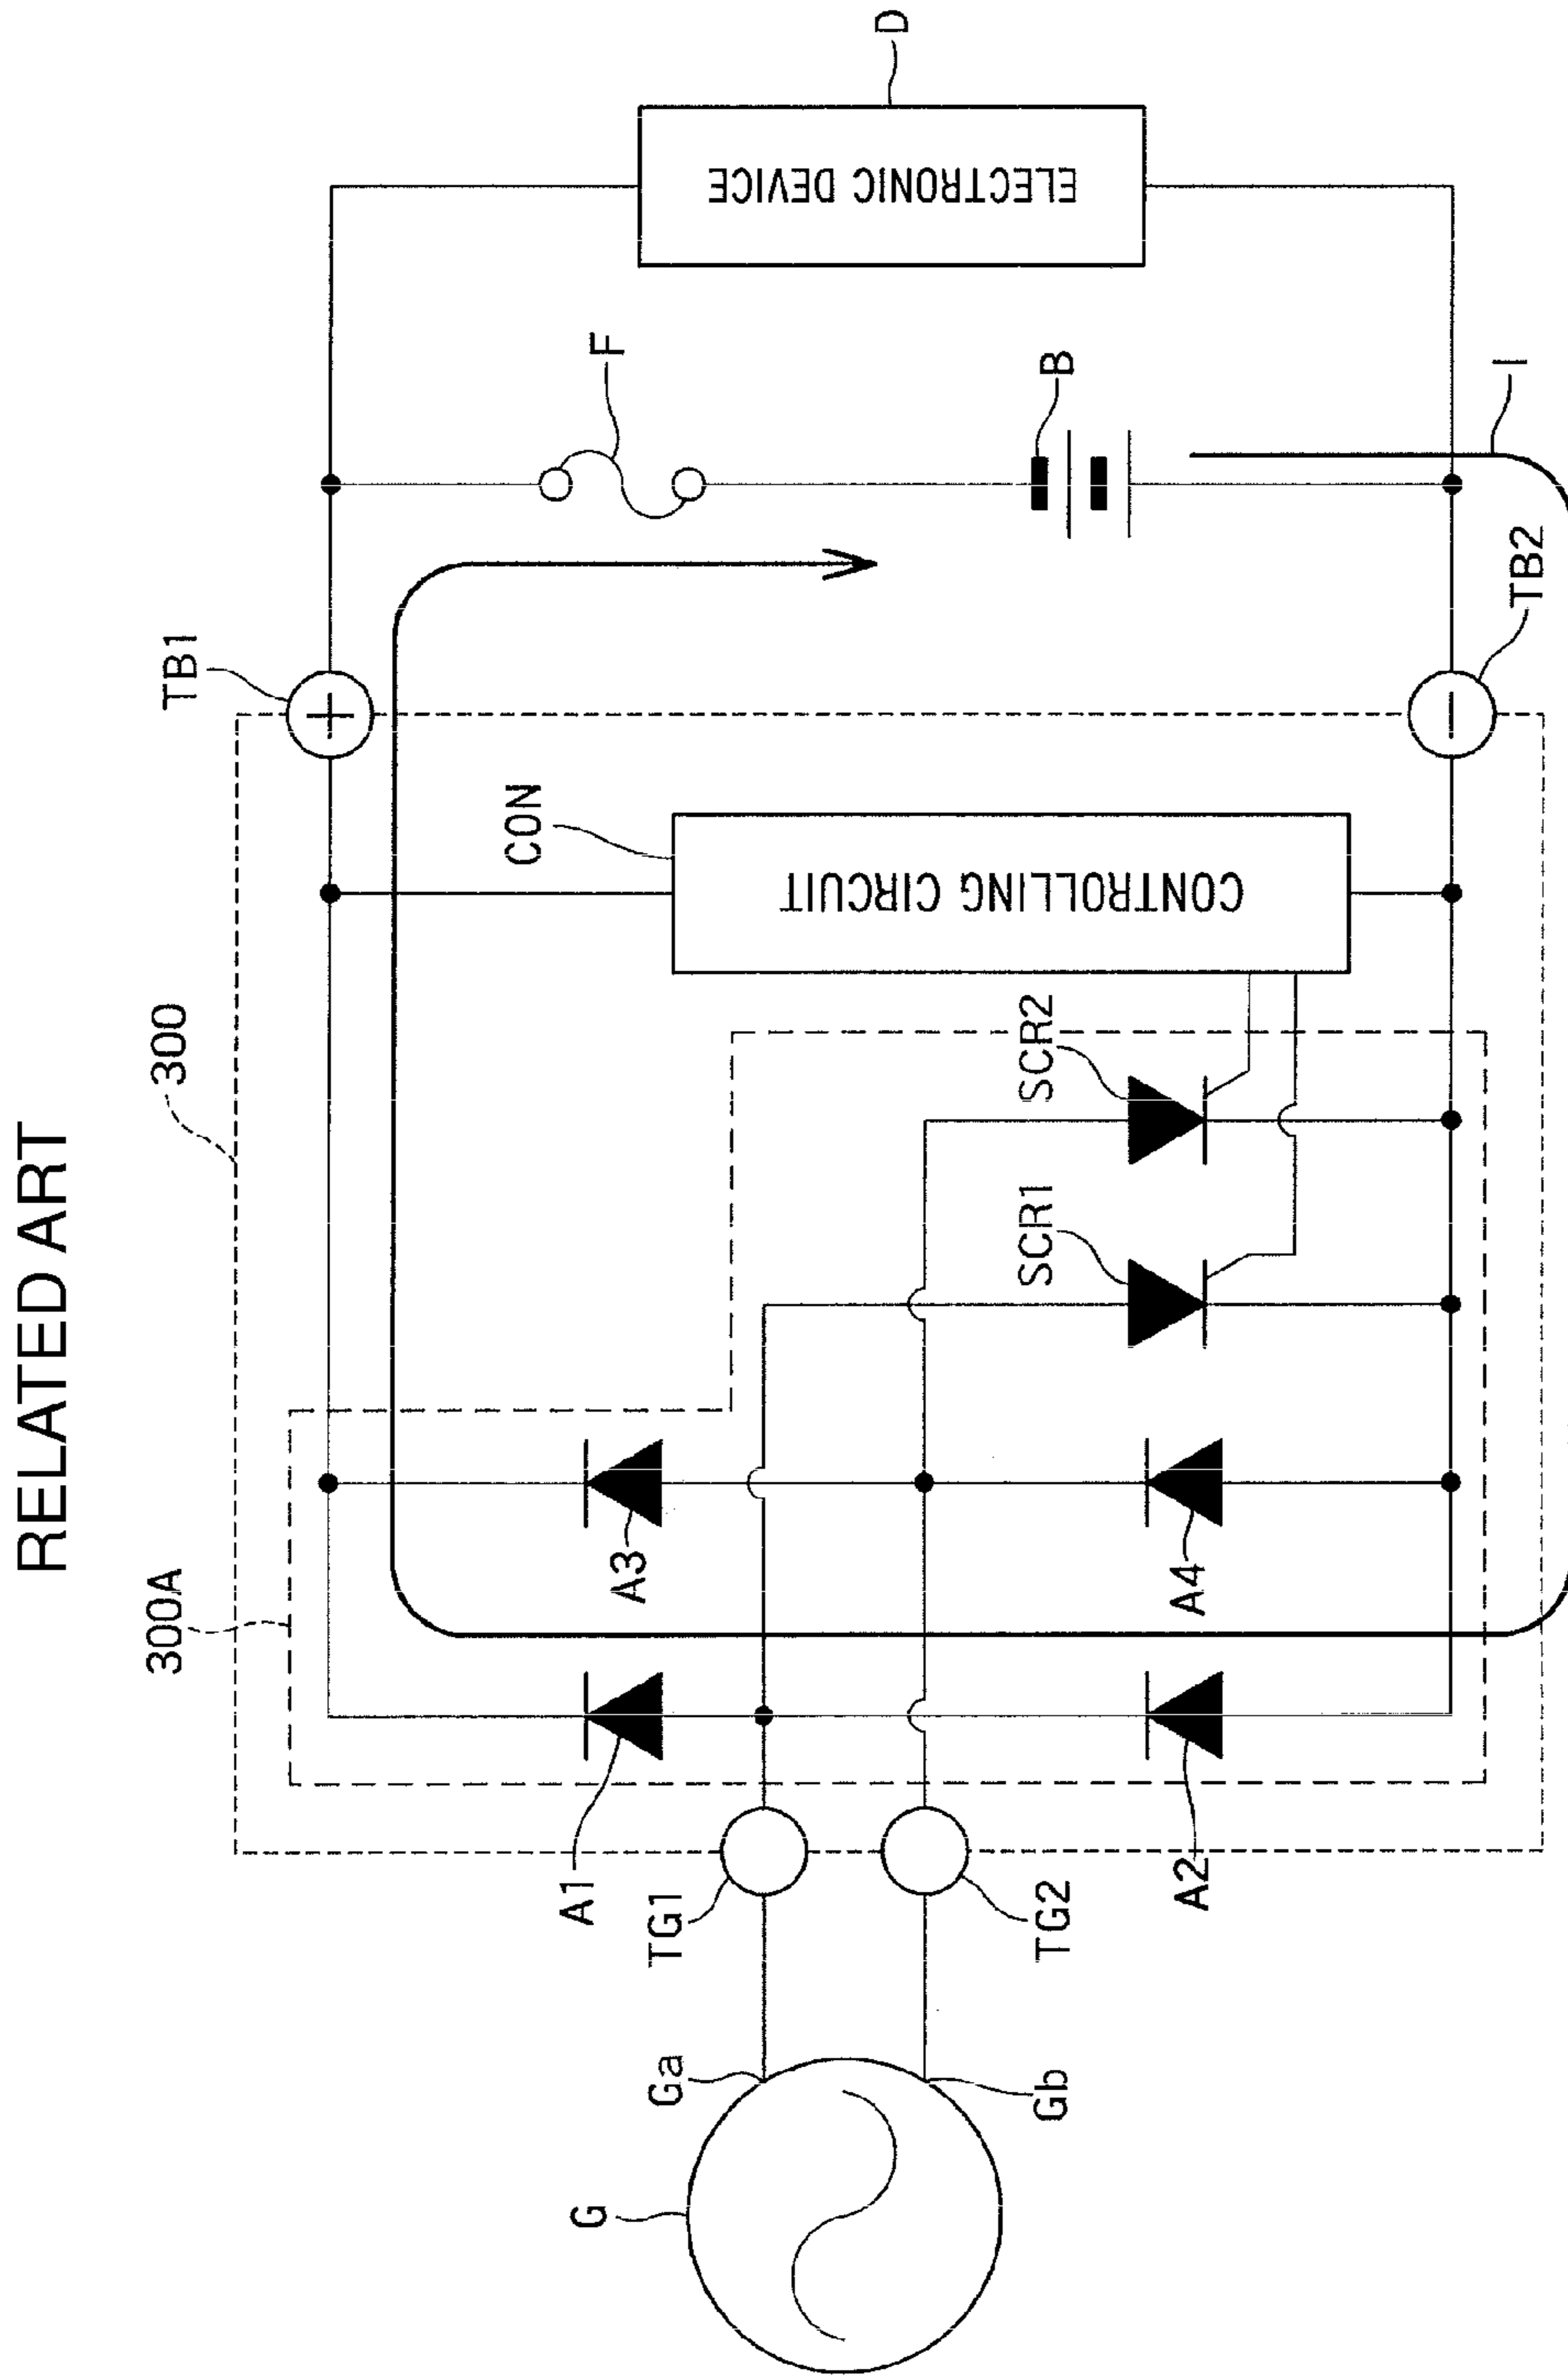 RELATED ART
300
300A
TB1
CON
CONTROLLING CIRCUIT
ELECTRONIC DEVICE
D
F
B
I
TB2
SCR2
SCR1
A3
A4
A1
A2
TG1
TG2
Ga
Gb
G
+
−